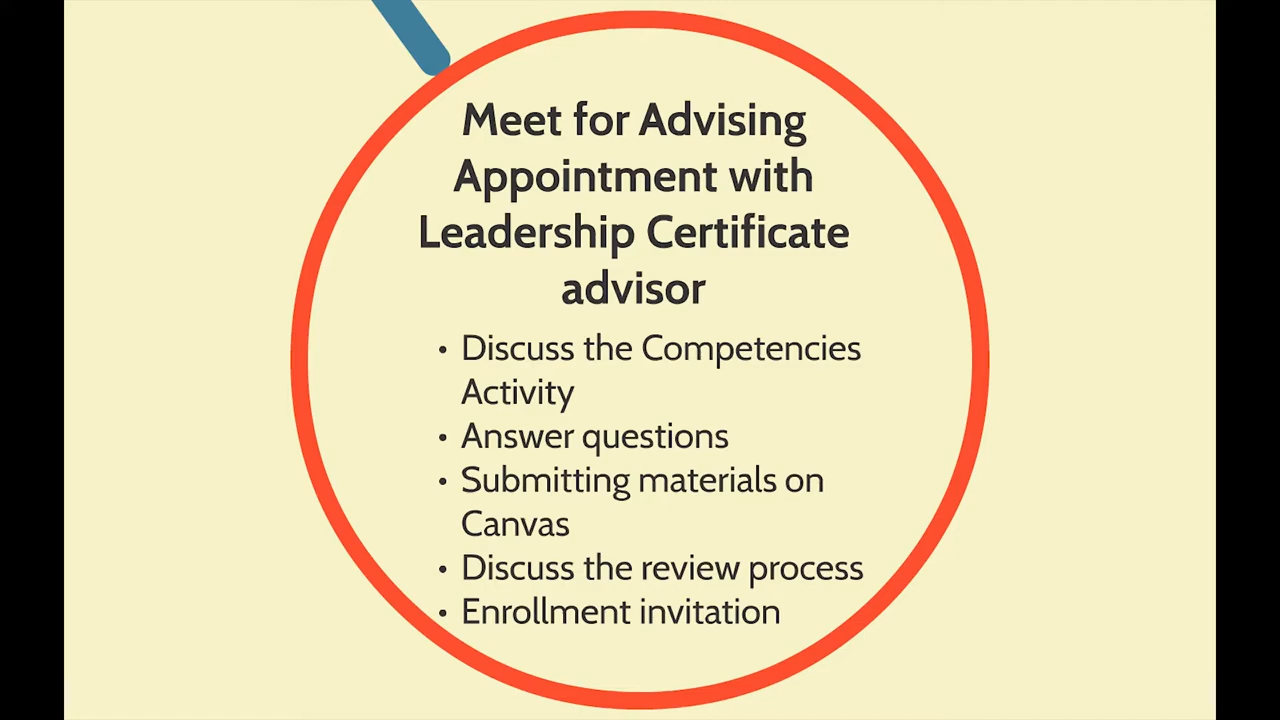 Meet for Advising
Appointment with
Leadership Certificate
advisor
• Discuss the Competencies
Activity
• Answer questions
• Submitting materials on
Canvas
• Discuss the review process
• Enrollment invitation